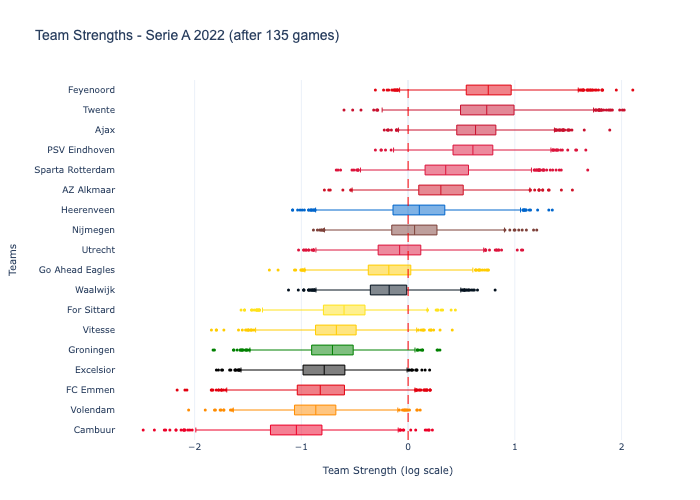 Team Strengths - Serie A 2022 (after 135 games)
Feyenoord
Twente
Ajax
PSV Eindhoven
Sparta Rotterdam
AZ Alkmaar
Heerenveen
Nijmegen
Utrecht
Go Ahead Eagles
Waalwijk
For Sittard
Vitesse
Groningen
Excelsior
FC Emmen
Volendam
Cambuur
Teams
−2 −1 0 1 2
Team Strength (log scale)